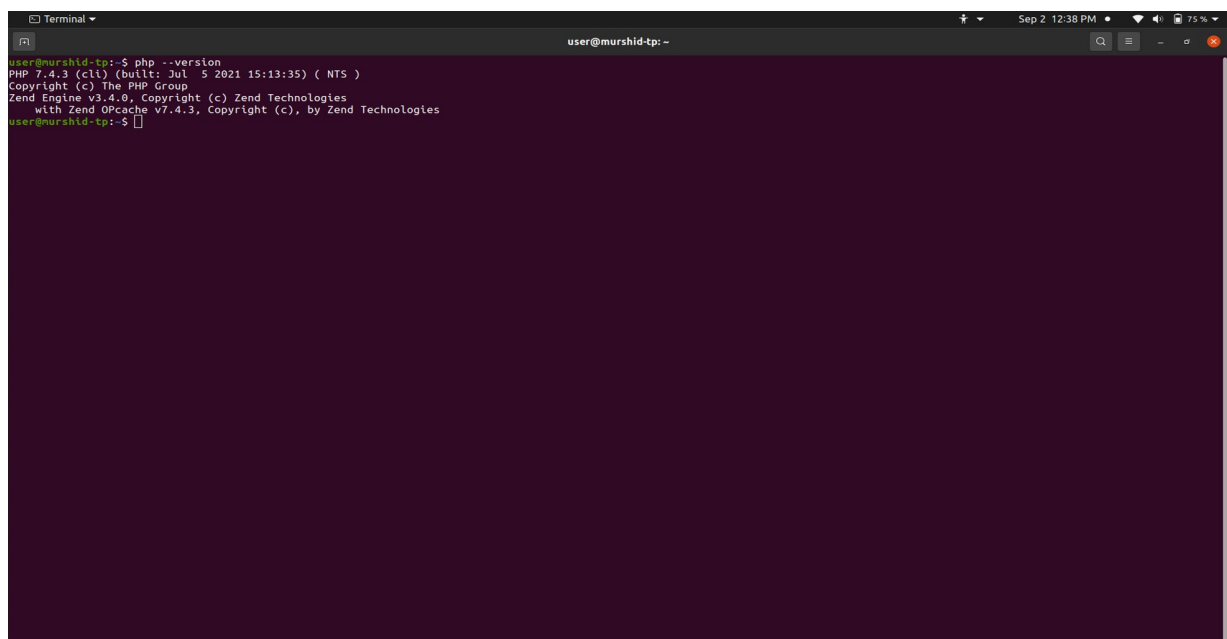 Terminal
Sep 2 12:38 PM
75 %
user@murshid-tp: ~
user@murshid-tp:~$ php --version
PHP 7.4.3 (cli) (built: Jul  5 2021 15:13:35) ( NTS )
Copyright (c) The PHP Group
Zend Engine v3.4.0, Copyright (c) Zend Technologies
    with Zend OPcache v7.4.3, Copyright (c), by Zend Technologies
user@murshid-tp:~$